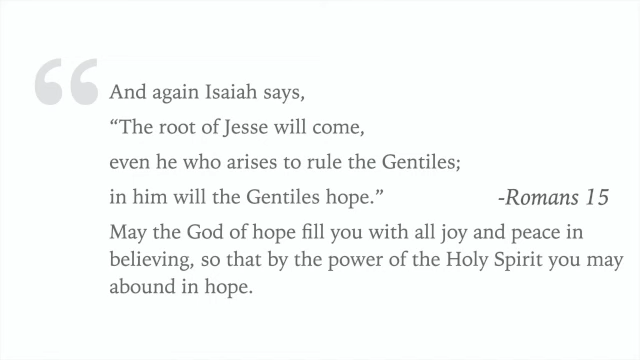 And again Isaiah says,
“The root of Jesse will come,
even he who arises to rule the Gentiles;
in him will the Gentiles hope.” -Romans 15
May the God of hope fill you with all joy and peace in
believing, so that by the power of the Holy Spirit you may
abound in hope.